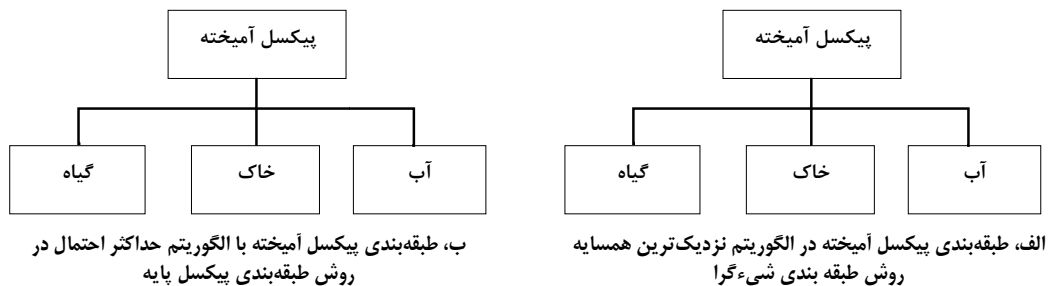 پیکسل آمیخته
آب
خاک
گیاه
الف، طبقه‌بندی پیکسل آمیخته در الگوریتم نزدیک‌ترین همسایه
روش طبقه بندی شیءگرا
پیکسل آمیخته
آب
خاک
گیاه
ب، طبقه‌بندی پیکسل آمیخته با الگوریتم حداکثر احتمال در
روش طبقه‌بندی پیکسل پایه